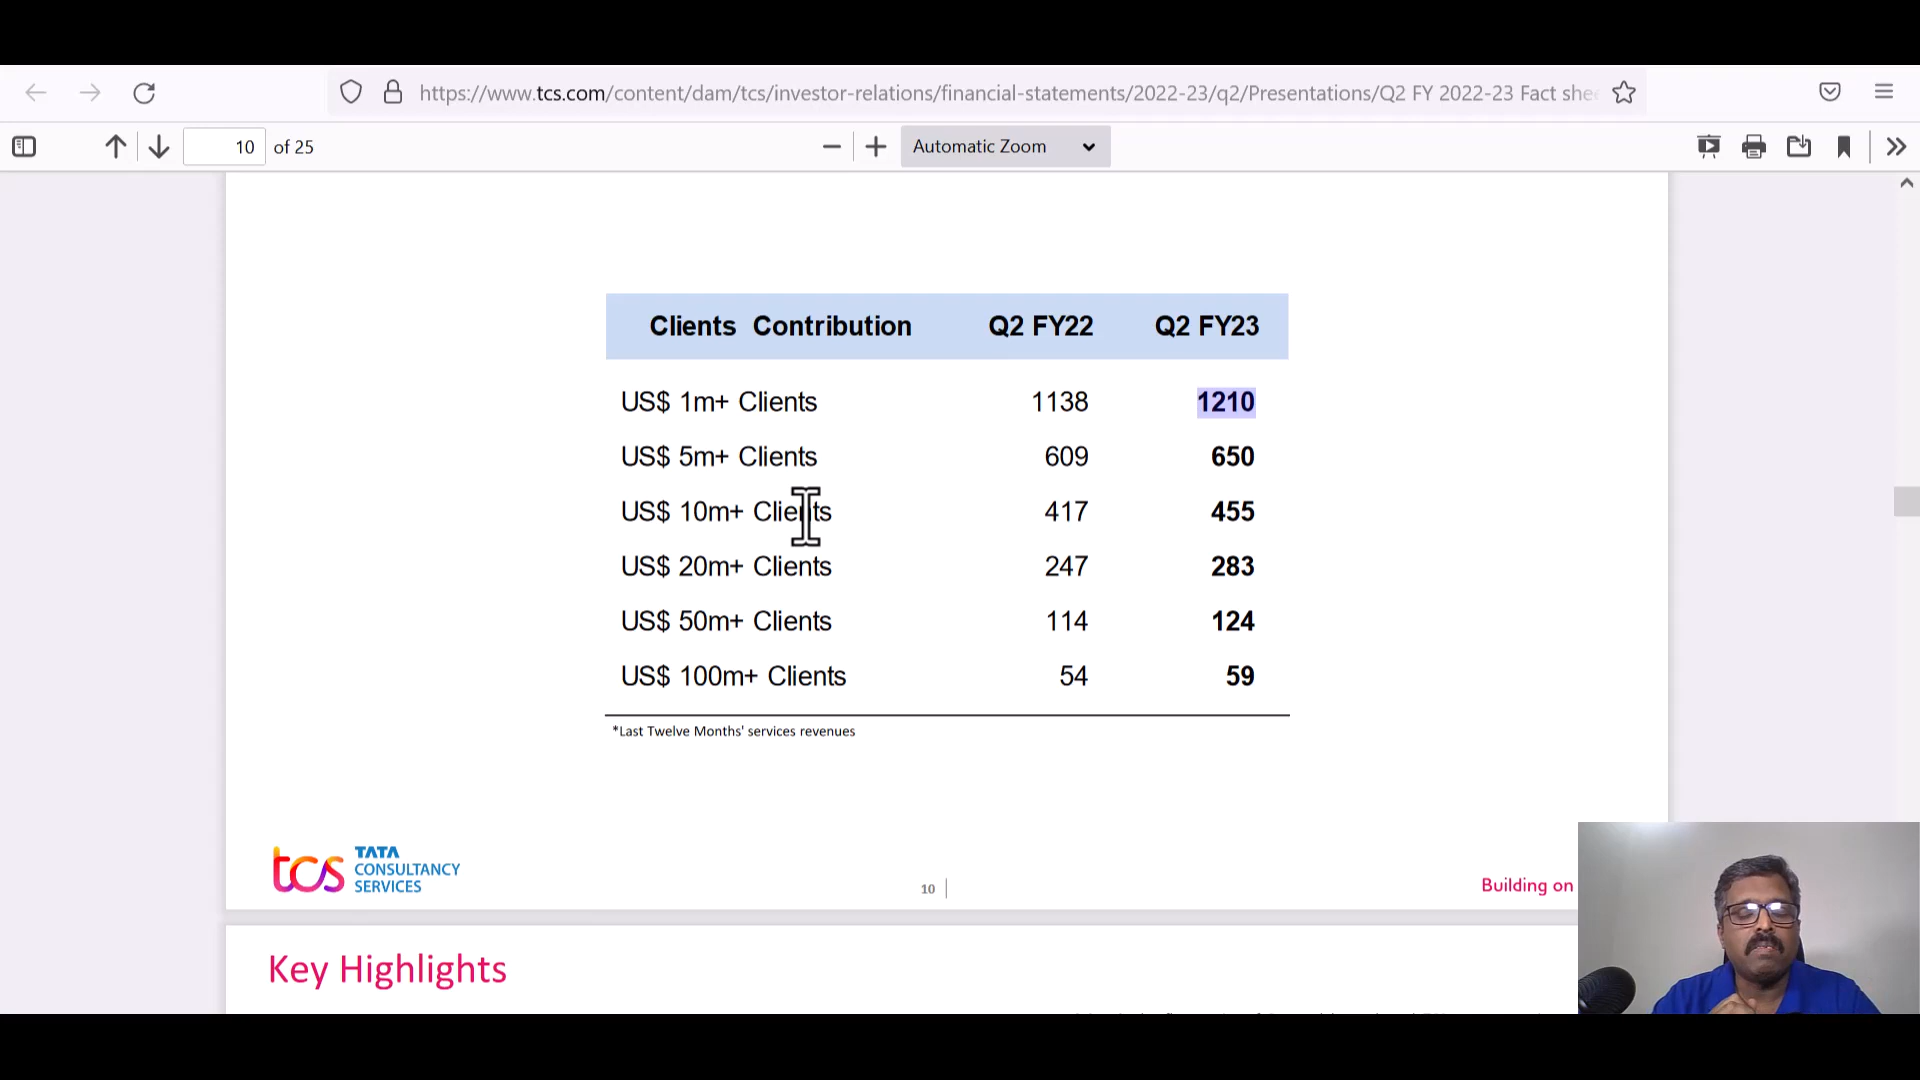 https://www.tcs.com/content/dam/tcs/investor-relations/financial-statements/2022-23/q2/Presentations/Q2 FY 2022-23 Fact shee
10 of 25
Automatic Zoom
Clients Contribution Q2 FY22 Q2 FY23
US$ 1m+ Clients 1138 1210
US$ 5m+ Clients 609 650
US$ 10m+ Clients 417 455
US$ 20m+ Clients 247 283
US$ 50m+ Clients 114 124
US$ 100m+ Clients 54 59
*Last Twelve Months' services revenues
tcs TATA
CONSULTANCY
SERVICES
10
Building on
Key Highlights